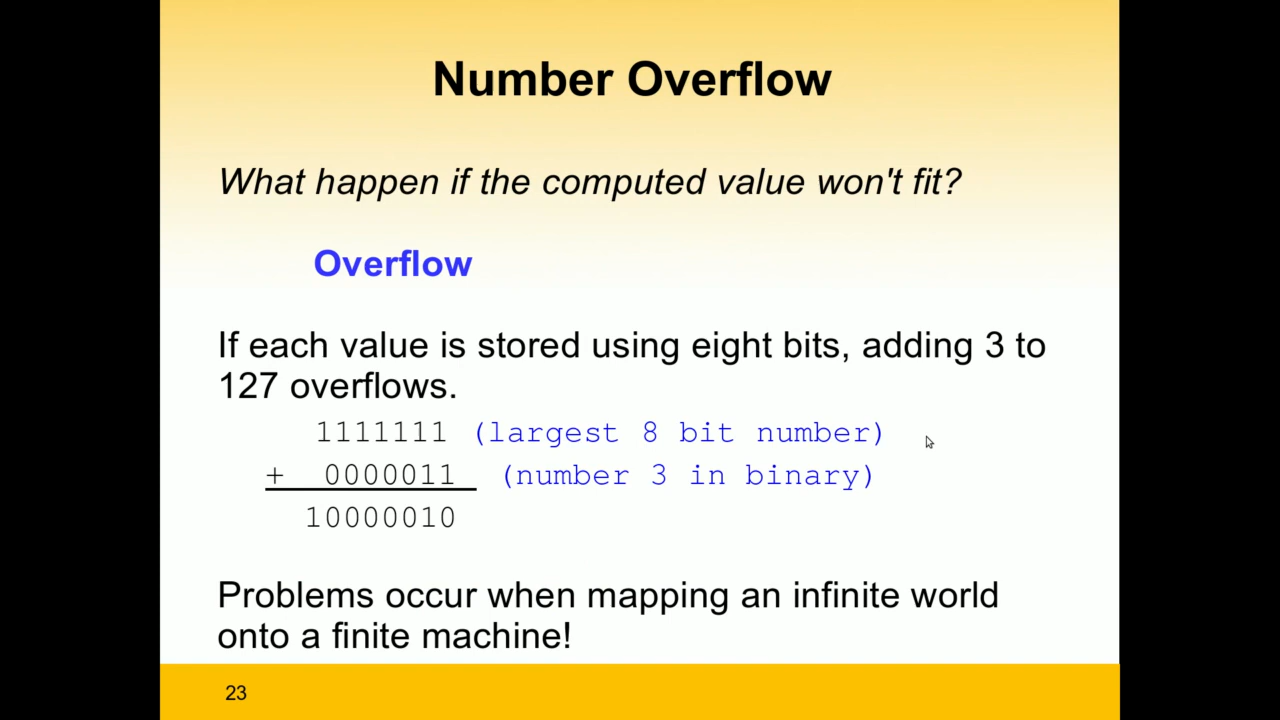 Number Overflow
What happen if the computed value won't fit?
Overflow
If each value is stored using eight bits, adding 3 to
127 overflows.
1111111 (largest 8 bit number)
+ 0000011 (number 3 in binary)
10000010
Problems occur when mapping an infinite world
onto a finite machine!
23